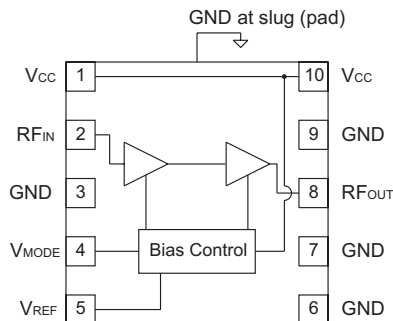 GND at slug (pad)
VCC 1 10 VCC
RFIN 2 9 GND
GND 3 8 RFOUT
VMODE 4 Bias Control 7 GND
VREF 5 6 GND